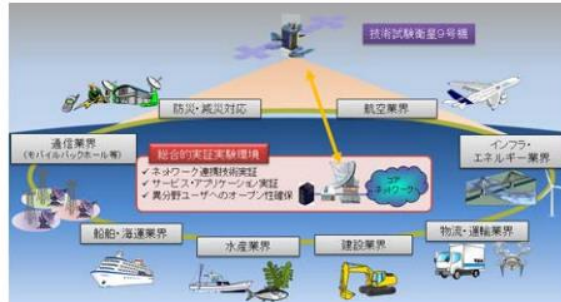 技術試験衛星9号機
防災・減災対応
航空業界
通信業界
(モバイルバックホール等)
総合的実証実験環境
インフラ・
エネルギー業界
✓ ネットワーク連携技術実証
✓ サービス・アプリケーション実証
✓ 異分野ユーザへのオープン性確保
コア
ネットワーク
船舶・海運業界
水産業界
建設業界
物流・運輸業界